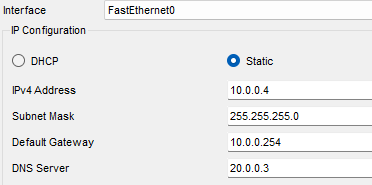 Interface FastEthernet0
IP Configuration
DHCP Static
IPv4 Address 10.0.0.4
Subnet Mask 255.255.255.0
Default Gateway 10.0.0.254
DNS Server 20.0.0.3